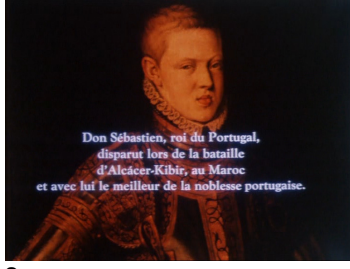 Don Sébastien, roi du Portugal,
disparut lors de la bataille
d'Alcácer-Kibir, au Maroc
et avec lui le meilleur de la noblesse portugaise.